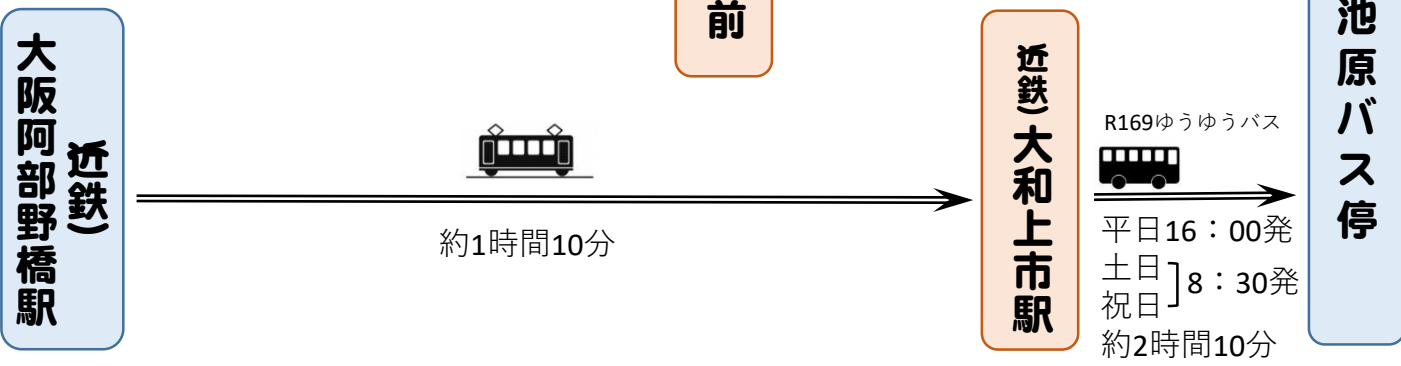 前
近鉄)
大阪阿部野橋駅
約1時間10分
近鉄)大和上市駅
R169ゆうゆうバス
平日16：00発
土日
祝日
8：30発
約2時間10分
池原バス停